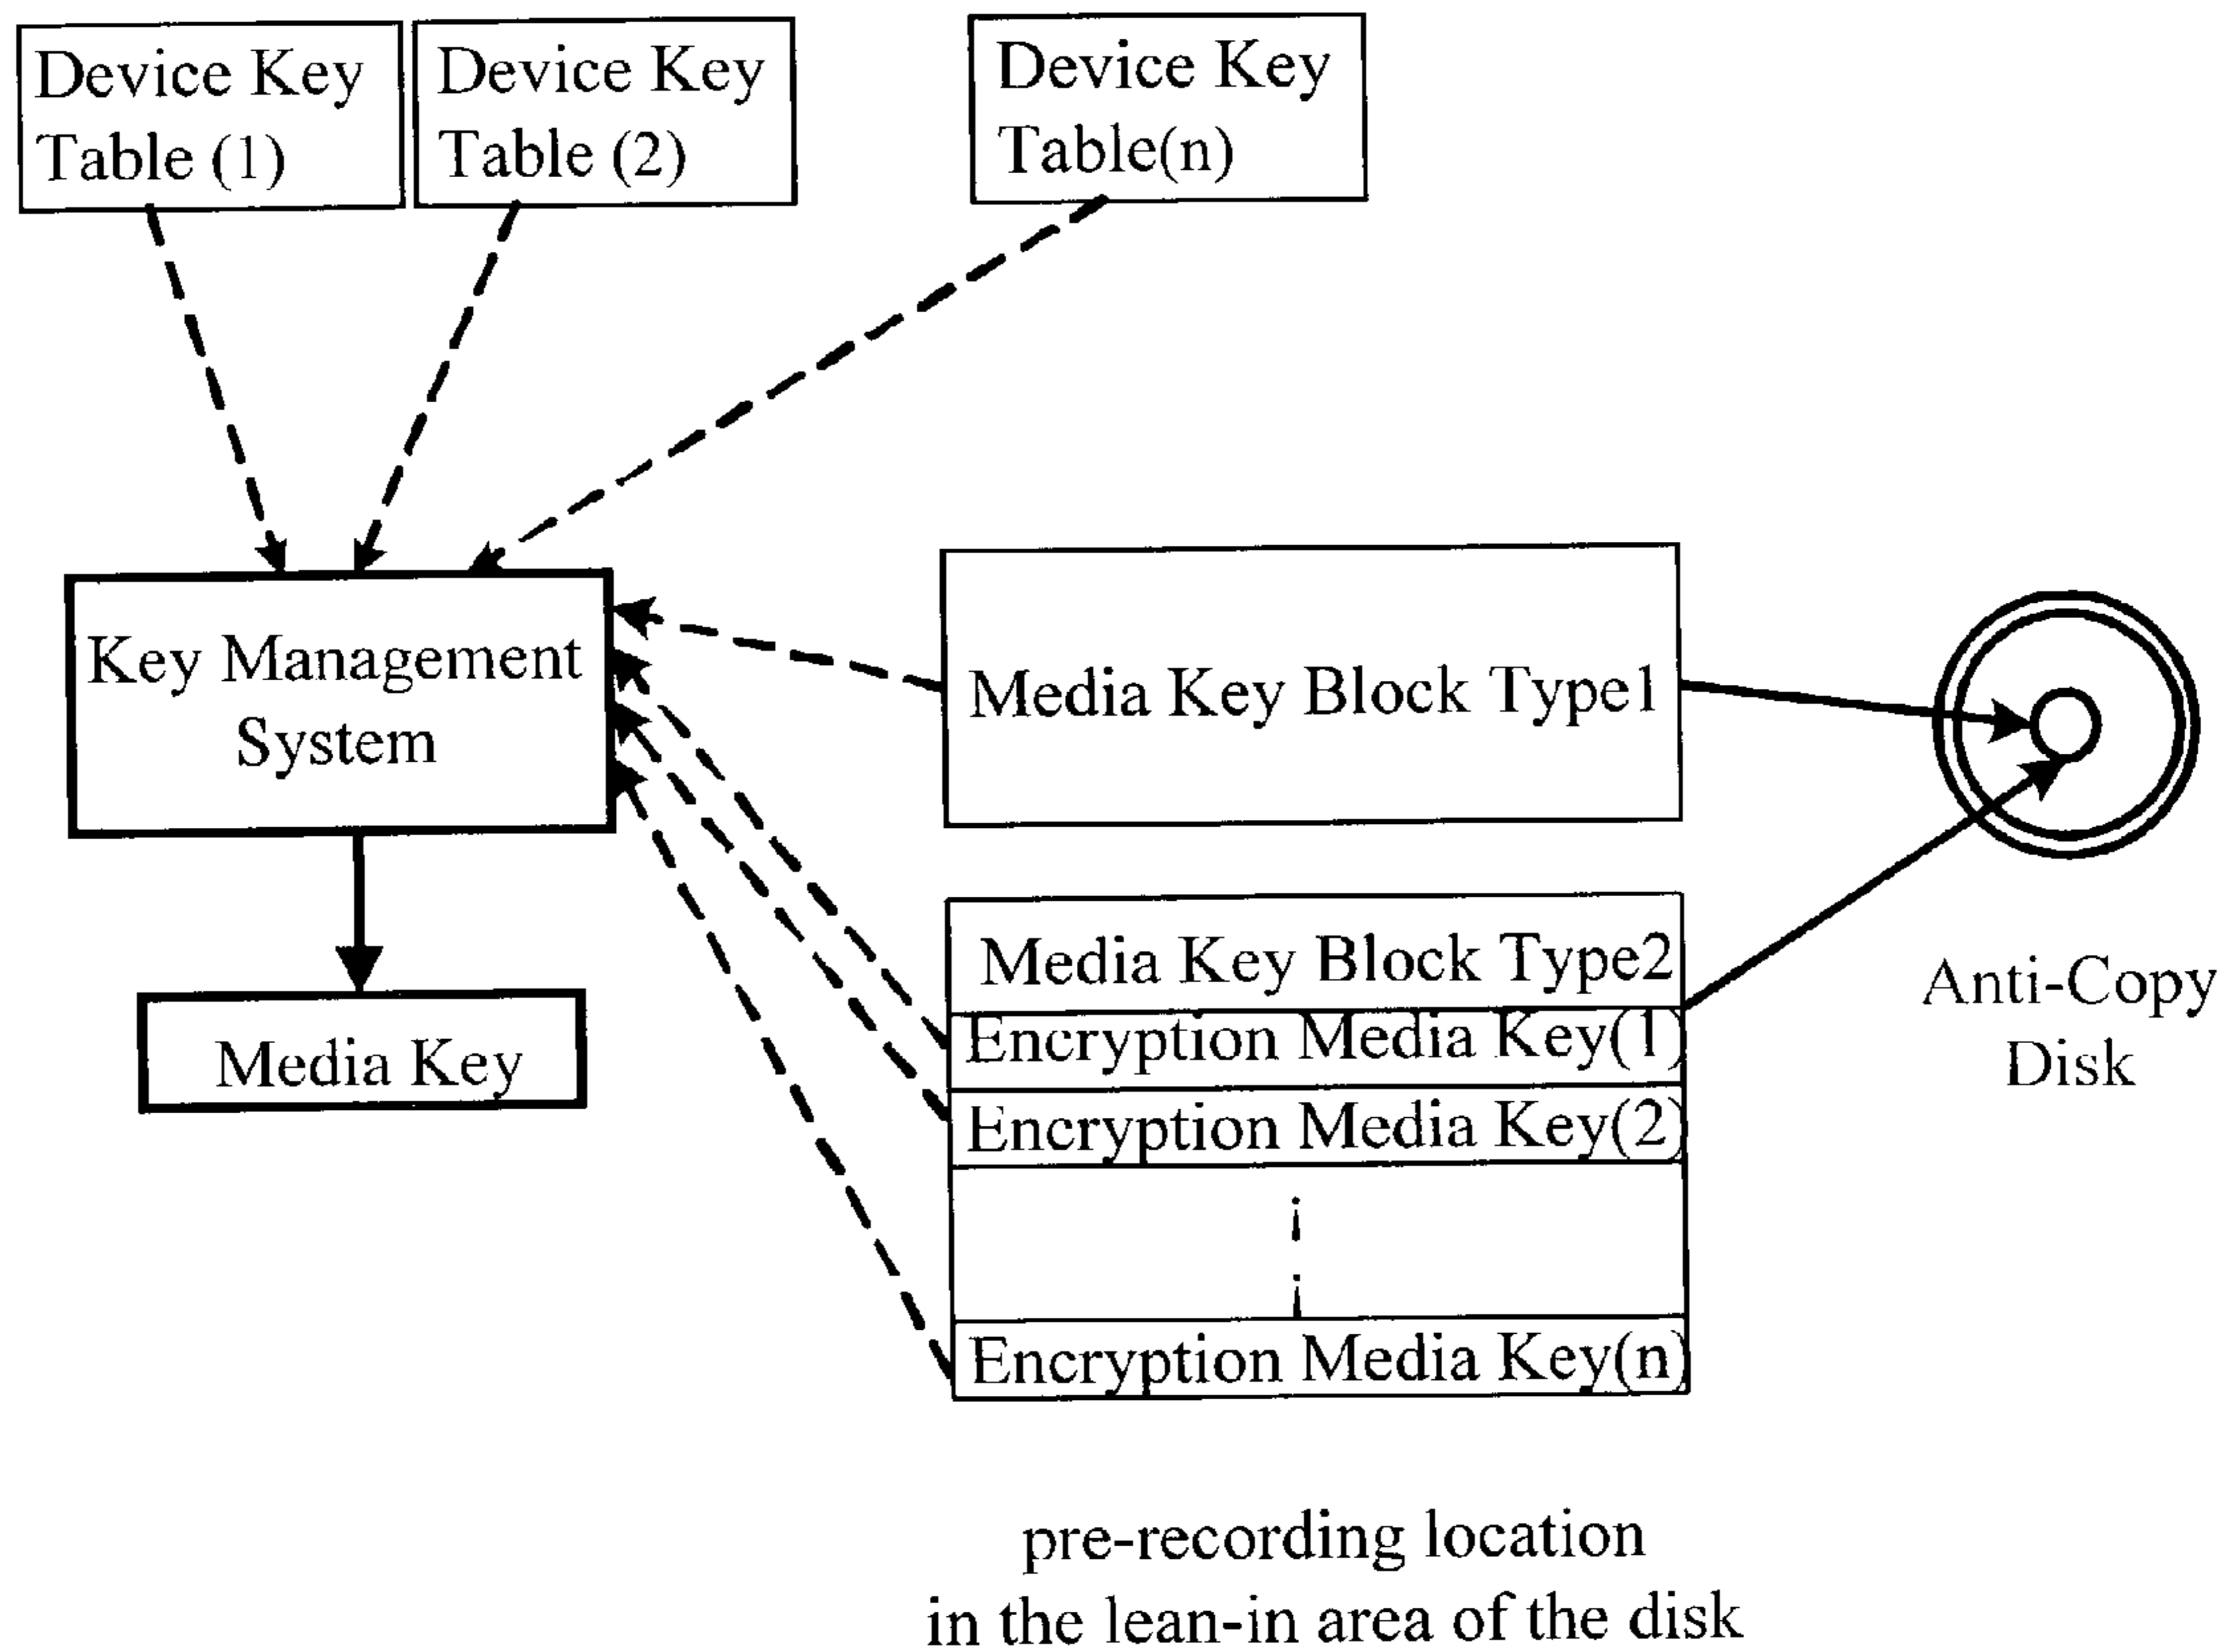 Device Key
Table (1)
Device Key
Table (2)
Device Key
Table(n)
Key Management
System
Media Key Block Type1
Media Key
Media Key Block Type2
Encryption Media Key(1)
Encryption Media Key(2)
Encryption Media Key(n)
Anti-Copy
Disk
pre-recording location
in the lean-in area of the disk